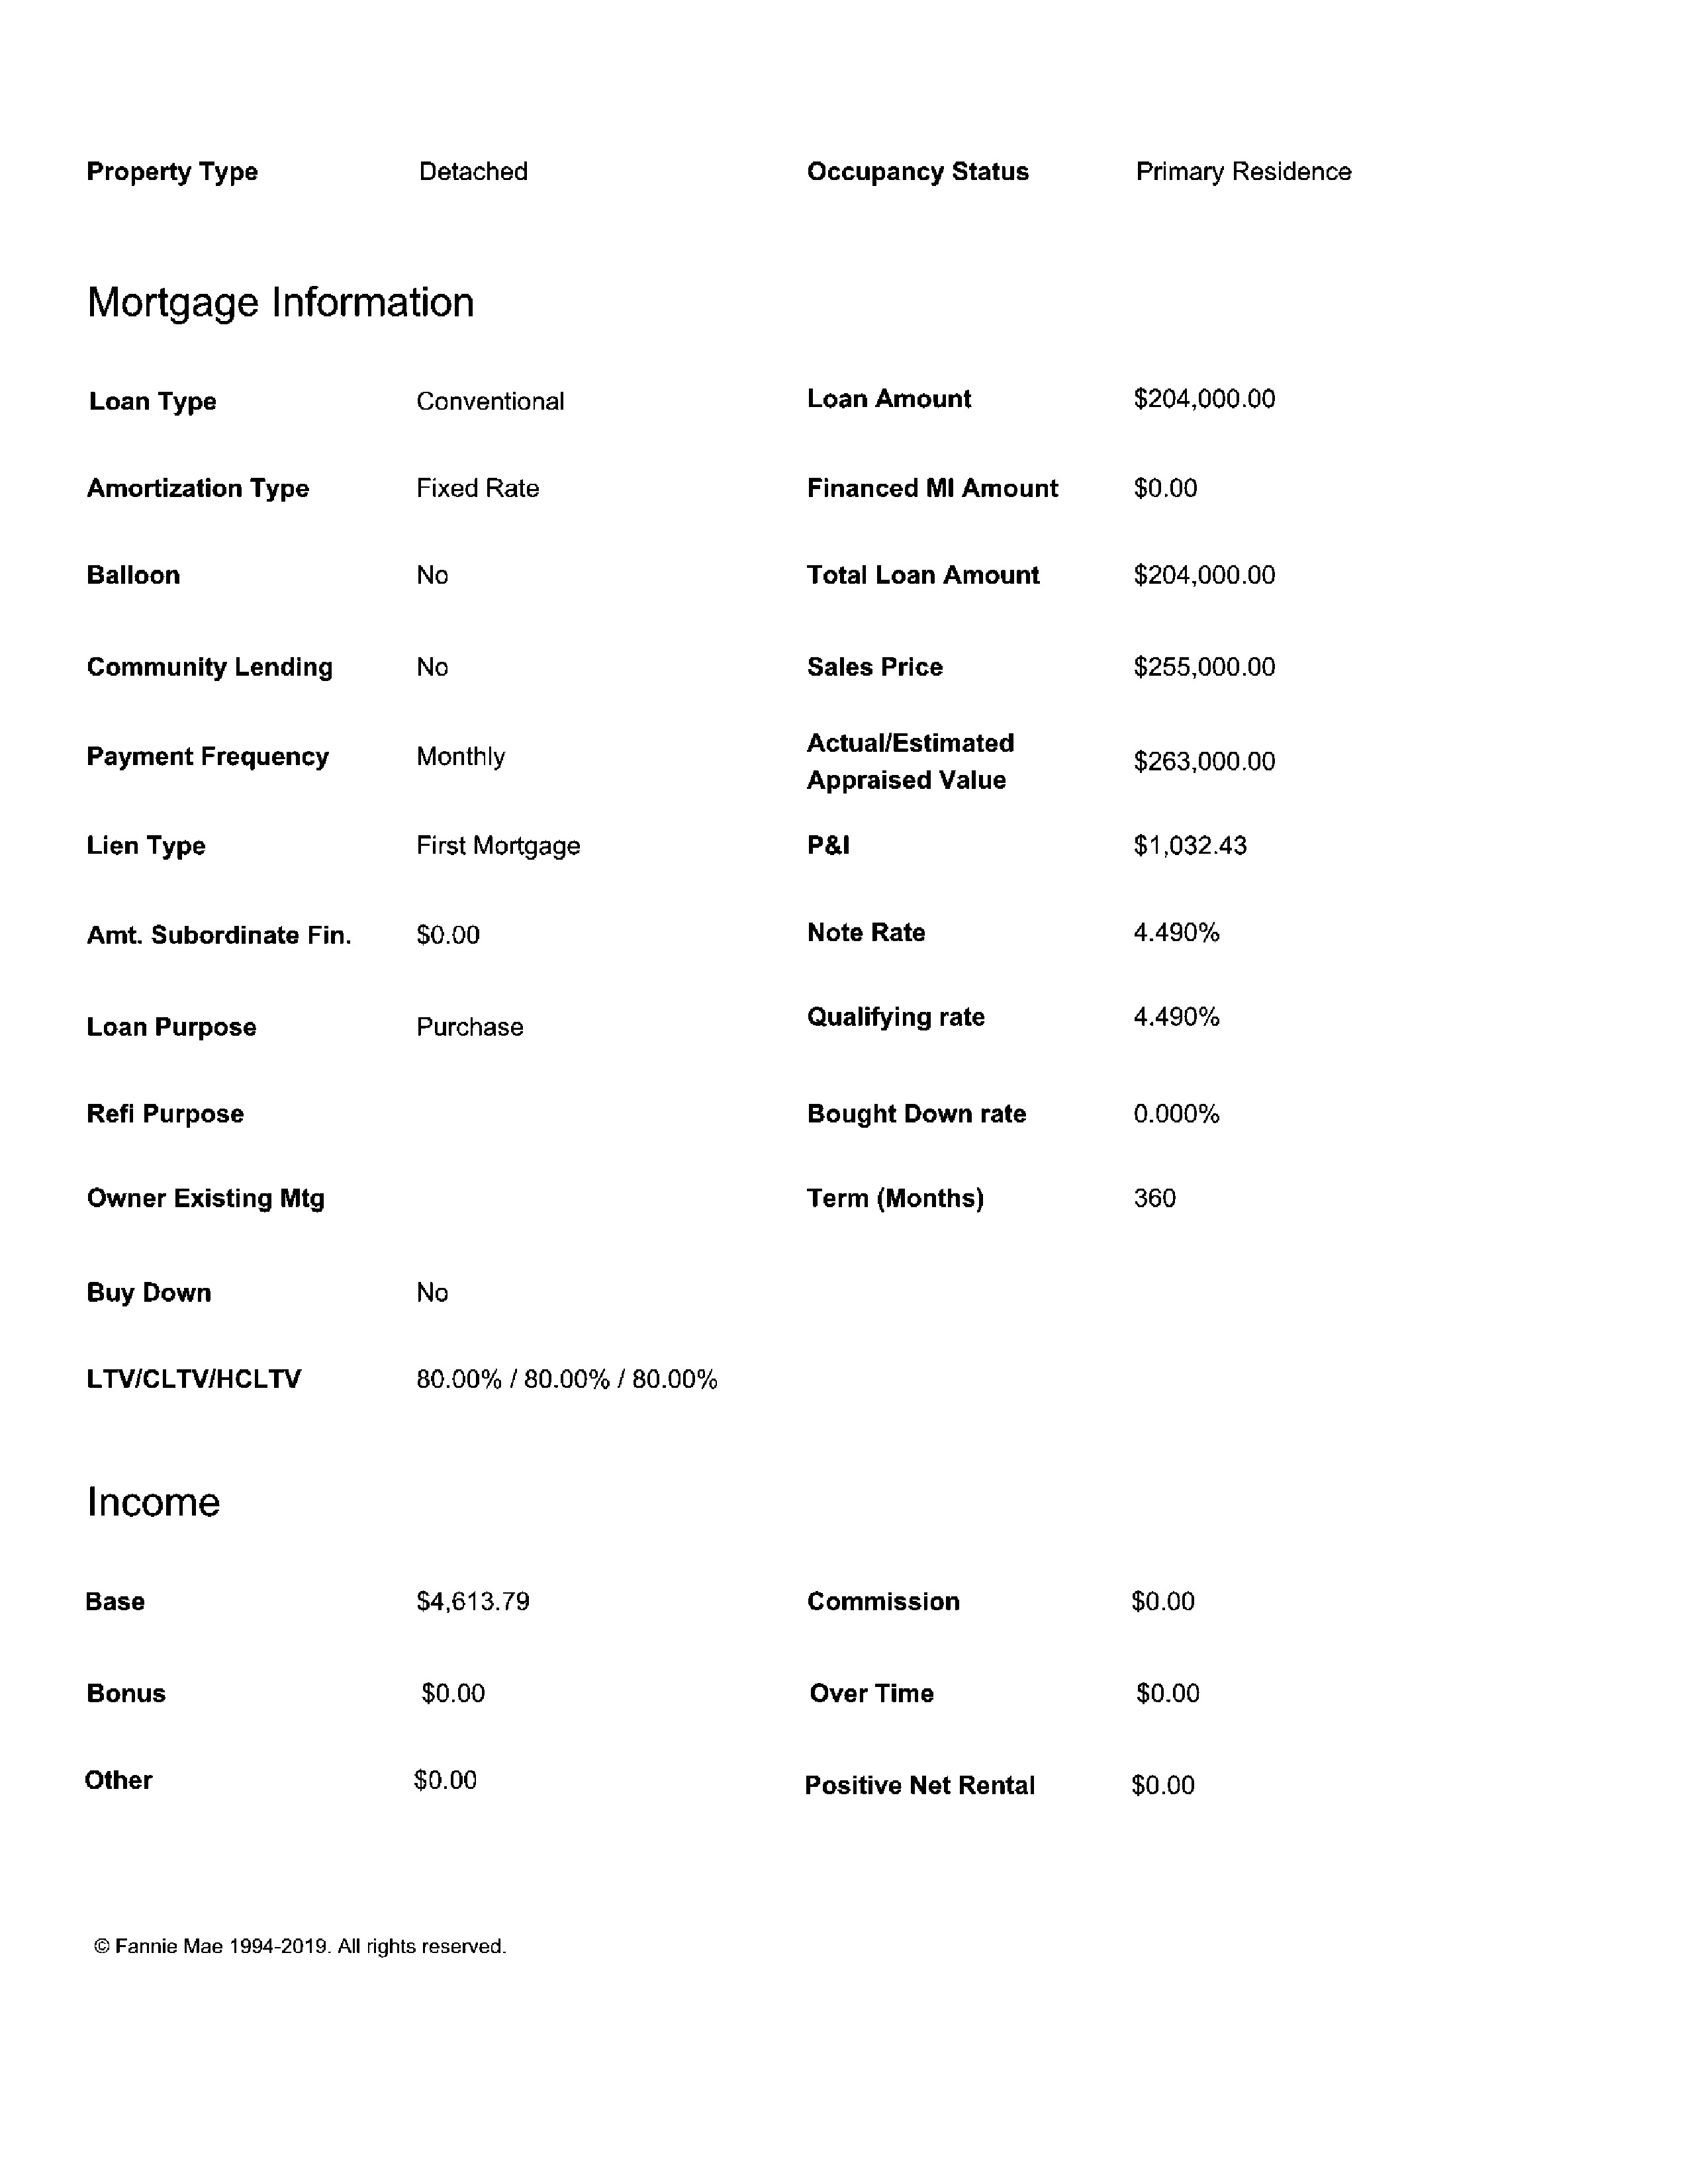 Property Type Detached Occupancy Status Primary Residence
Mortgage Information
Loan Type Conventional Loan Amount $204,000.00
Amortization Type Fixed Rate Financed MI Amount $0.00
Balloon No Total Loan Amount $204,000.00
Community Lending No Sales Price $255,000.00
Payment Frequency Monthly Actual/Estimated Appraised Value $263,000.00
Lien Type First Mortgage P&I $1,032.43
Amt. Subordinate Fin. $0.00 Note Rate 4.490%
Loan Purpose Purchase Qualifying rate 4.490%
Refi Purpose Bought Down rate 0.000%
Owner Existing Mtg Term (Months) 360
Buy Down No
LTV/CLTV/HCLTV 80.00% / 80.00% / 80.00%
Income
Base $4,613.79 Commission $0.00
Bonus $0.00 Over Time $0.00
Other $0.00 Positive Net Rental $0.00
© Fannie Mae 1994-2019. All rights reserved.